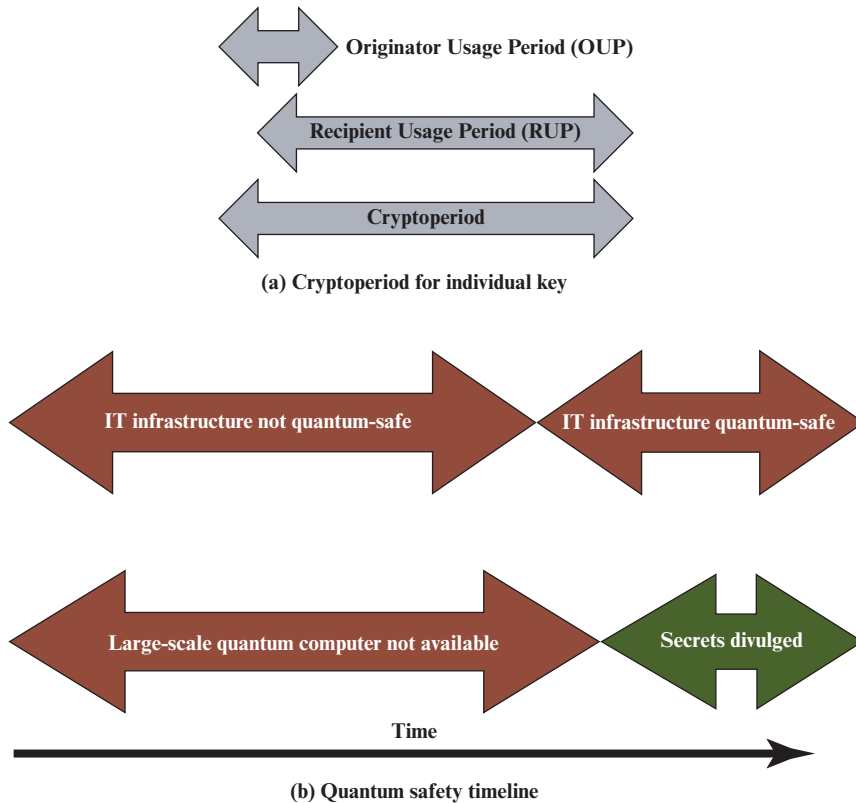 Originator Usage Period (OUP)
Recipient Usage Period (RUP)
Cryptoperiod
(a) Cryptoperiod for individual key
IT infrastructure not quantum-safe
IT infrastructure quantum-safe
Large-scale quantum computer not available
Secrets divulged
Time
(b) Quantum safety timeline